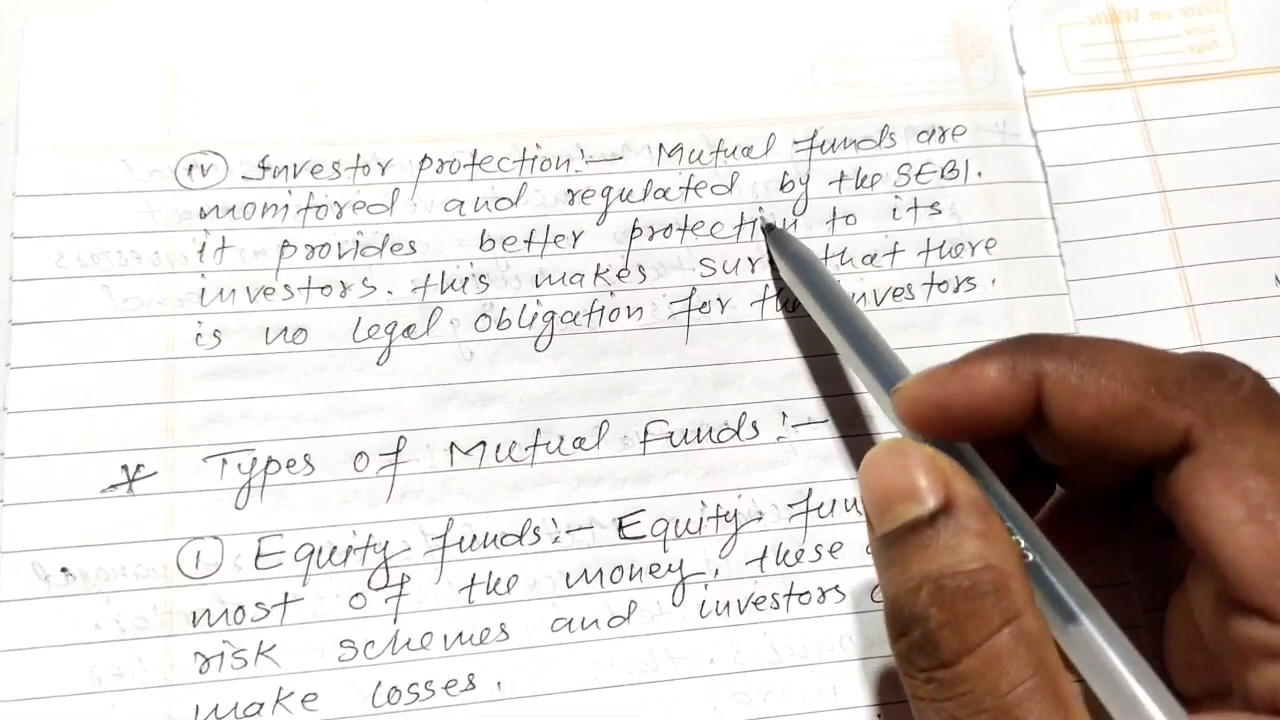 (iv) Investor protection:— Mutual funds are
monitored and regulated by the SEBI.
it provides better protection to its
investors. this makes sure that there
is no legal obligation for the investors.
* Types of Mutual Funds:—
(1) Equity funds:— Equity
most of the money. these
risk schemes and investors
make losses.